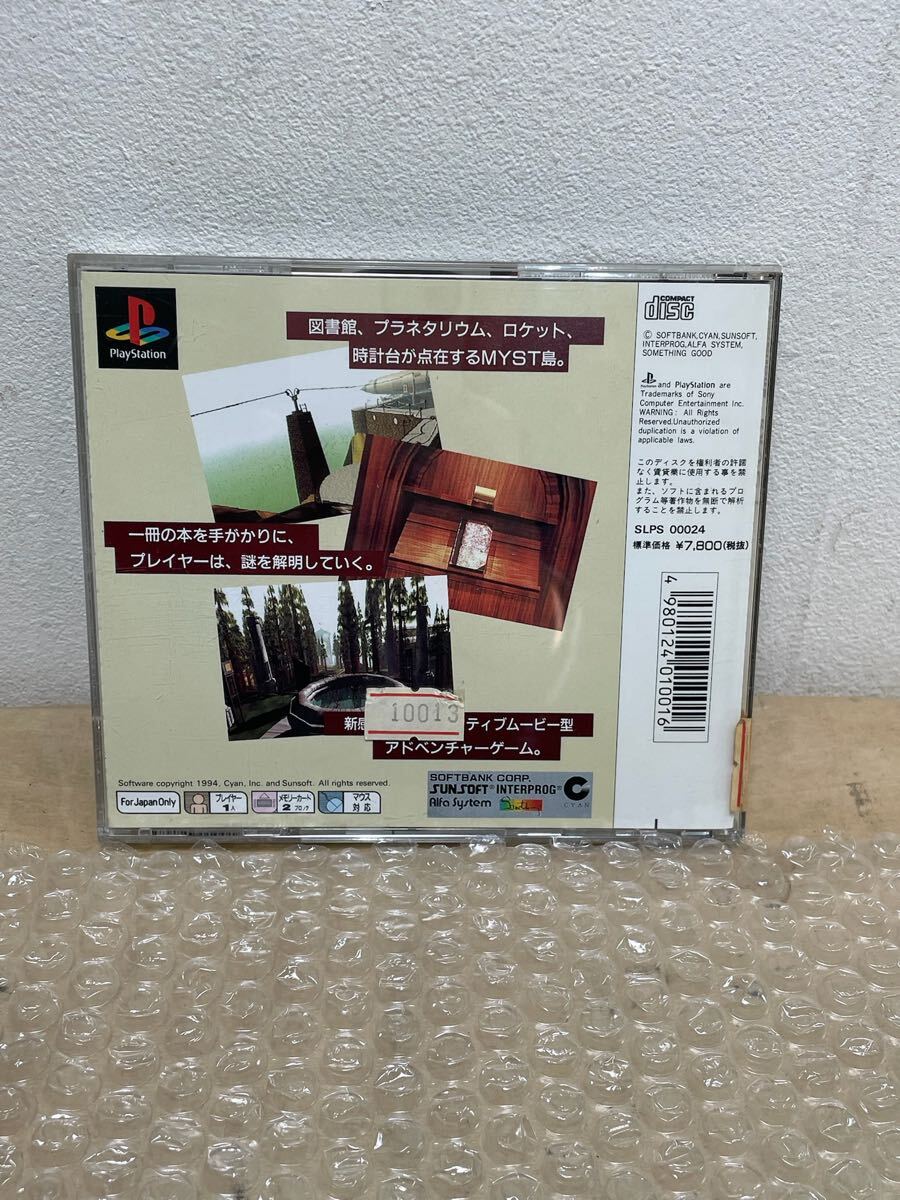 PlayStation
図書館、プラネタリウム、ロケット、
時計台が点在するMYST島。
一冊の本を手がかりに、
プレイヤーは、謎を解明していく。
新感
ティブムービー型
アドベンチャーゲーム。
10013
Software copyright 1994, Cyan, Inc. and Sunsoft. All rights reserved.
For Japan Only
プレイヤー
1人
メモリーカード
2ブロック
マウス
対応
SOFTBANK CORP.
SUNSOFT® INTERPROG®
Alfa System
CYAN
COMPACT
disc
© SOFTBANK,CYAN,SUNSOFT,
INTERPROG,ALFA SYSTEM,
SOMETHING GOOD
and PlayStation are
Trademarks of Sony
Computer Entertainment Inc.
WARNING: All Rights
Reserved.Unauthorized
duplication is a violation of
applicable laws.
このディスクを権利者の許諾
なく賃貸業に使用する事を禁
止します。
また、ソフトに含まれるプログ
ラム等著作物を無断で解析
することを禁止します。
SLPS 00024
標準価格 ¥7,800(税抜)
4 980124 010016